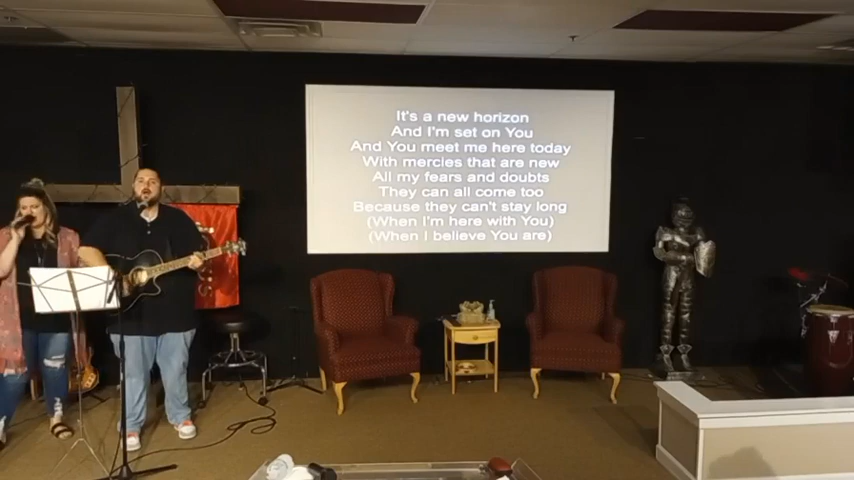 It's a new horizon
And I'm set on You
And You meet me here today
With mercies that are new
All my fears and doubts
They can all come too
Because they can't stay long
(When I'm here with You)
(When I believe You are)